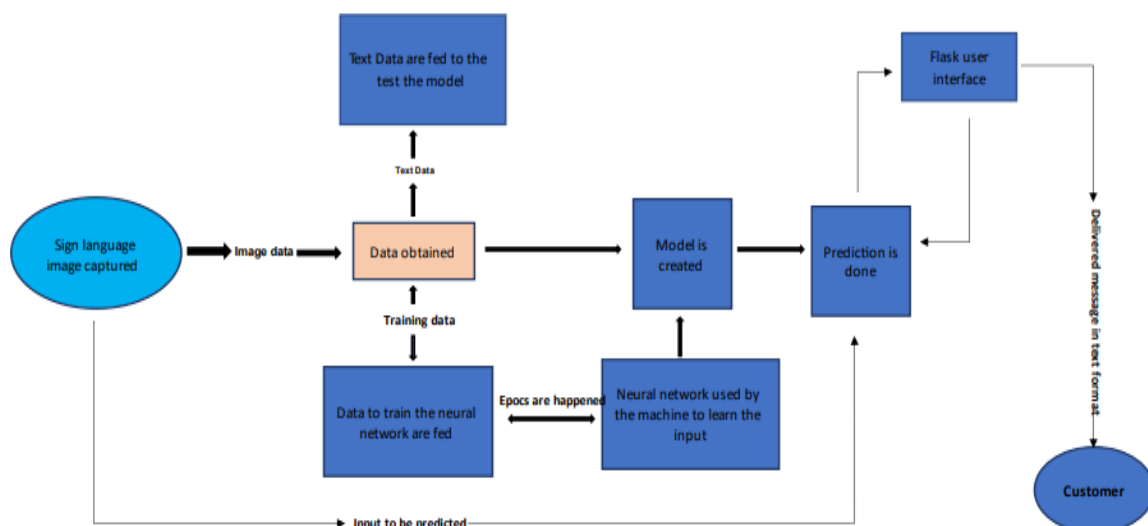 Text Data are fed to the
test the model
Flask user
interface
Text Data
Sign language
image captured
Image data
Data obtained
Model is
created
Prediction is
done
Delivered message in text format
Training data
Data to train the neural
network are fed
Epocs are happened
Neural network used by
the machine to learn the
input
Customer
Input to be predicted